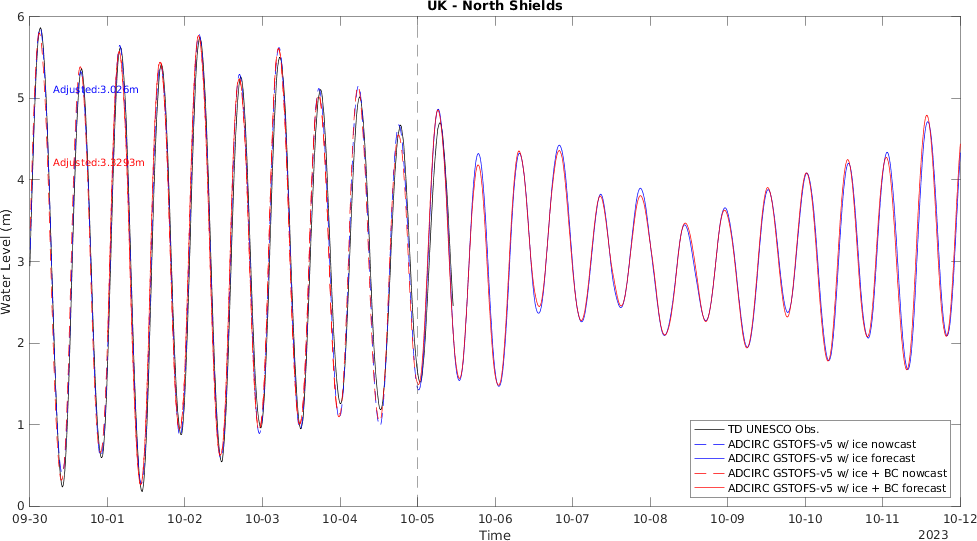 UK - North Shields
6
5
4
3
2
1
0
Water Level (m)
Adjusted:3.026m
Adjusted:3.3293m
TD UNESCO Obs.
ADCIRC GSTOFS-v5 w/ ice nowcast
ADCIRC GSTOFS-v5 w/ ice forecast
ADCIRC GSTOFS-v5 w/ ice + BC nowcast
ADCIRC GSTOFS-v5 w/ ice + BC forecast
09-30 10-01 10-02 10-03 10-04 10-05 10-06 10-07 10-08 10-09 10-10 10-11 10-12
Time
2023